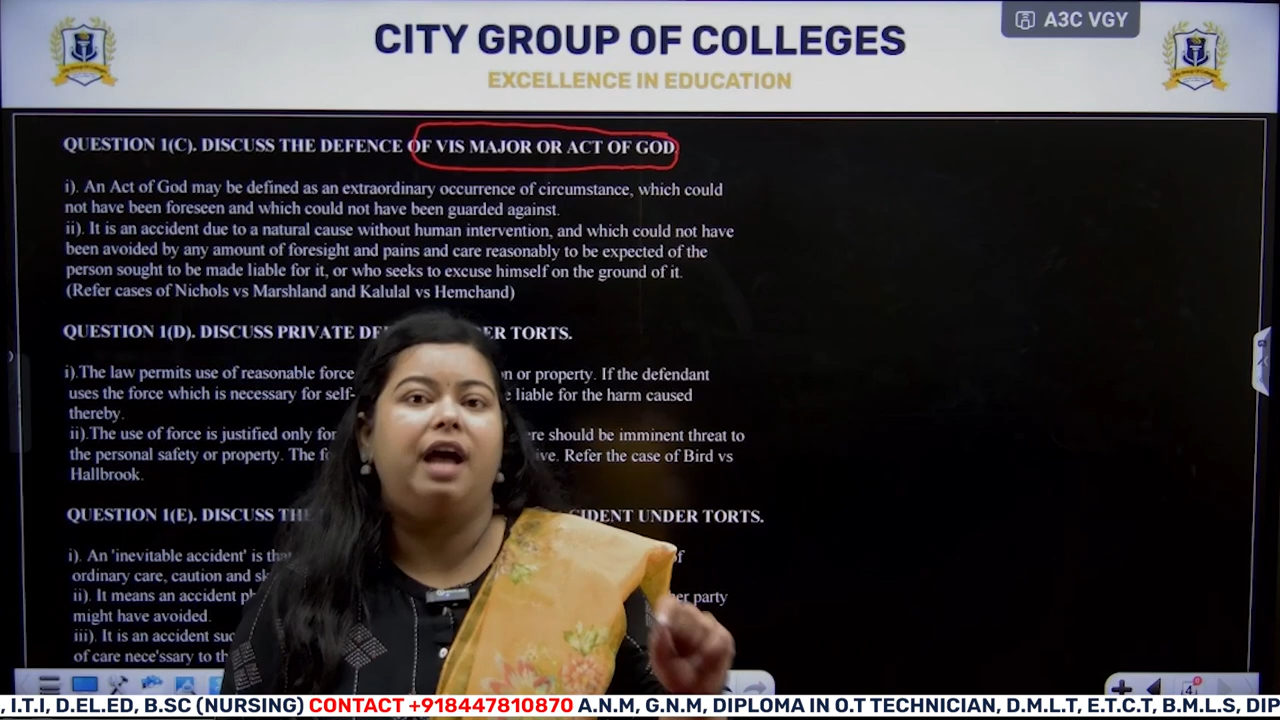 CITY GROUP OF COLLEGES
EXCELLENCE IN EDUCATION
A3C VGY
QUESTION 1(C). DISCUSS THE DEFENCE OF VIS MAJOR OR ACT OF GOD.
i). An Act of God may be defined as an extraordinary occurrence of circumstance, which could
not have been foreseen and which could not have been guarded against.
ii). It is an accident due to a natural cause without human intervention, and which could not have
been avoided by any amount of foresight and pains and care reasonably to be expected of the
person sought to be made liable for it, or who seeks to excuse himself on the ground of it.
(Refer cases of Nichols vs Marshland and Kalulal vs Hemchand)
QUESTION 1(D). DISCUSS PRIVATE ER TORTS.
i).The law permits use of reasonable force or property. If the defendant
uses the force which is necessary for self- liable for the harm caused
thereby.
ii).The use of force is justified only for should be imminent threat to
the personal safety or property. The Refer the case of Bird vs
Hallbrook.
QUESTION 1(E). DISCUSS THE CIDENT UNDER TORTS.
i). An 'inevitable accident' is that of
ordinary care, caution and
ii). It means an accident party
might have avoided.
iii). It is an accident
of care nece'ssary to
4
, I.T.I, D.EL.ED, B.SC (NURSING) CONTACT +918447810870 A.N.M, G.N.M, DIPLOMA IN O.T TECHNICIAN, D.M.L.T, E.T.C.T, B.M.L.S, DIP